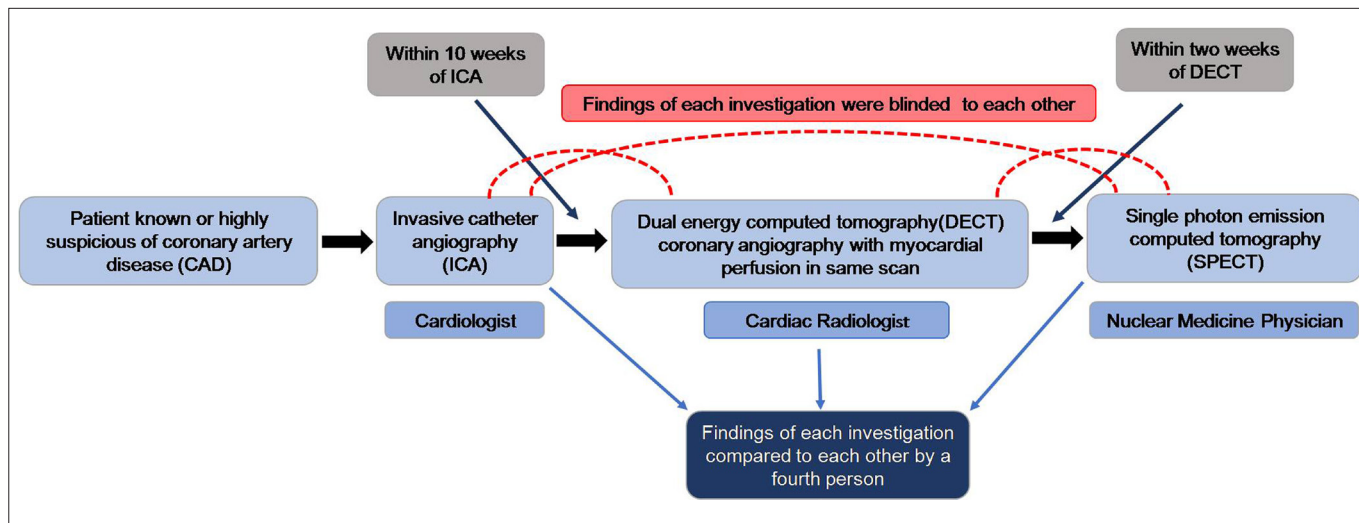 Within 10 weeks
of ICA
Within two weeks
of DECT
Findings of each investigation were blinded to each other
Patient known or highly
suspicious of coronary artery
disease (CAD)
Invasive catheter
angiography
(ICA)
Dual energy computed tomography(DECT)
coronary angiography with myocardial
perfusion in same scan
Single photon emission
computed tomography
(SPECT)
Cardiologist
Cardiac Radiologist
Nuclear Medicine Physician
Findings of each investigation
compared to each other by a
fourth person